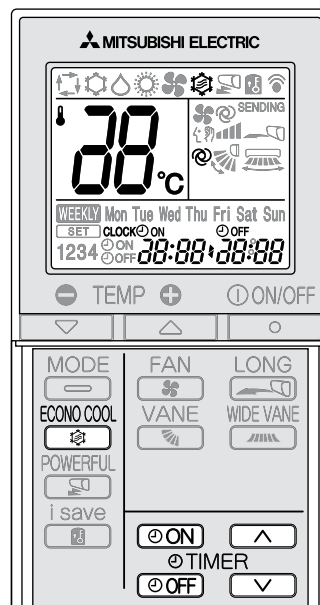 MITSUBISHI ELECTRIC
SENDING
88°C
WEEKLY Mon Tue Wed Thu Fri Sat Sun
SET CLOCK ON OFF
1234 ON OFF 88:88 88:88
TEMP ON/OFF
MODE FAN LONG
ECONO COOL VANE WIDE VANE
POWERFUL
i save
ON
TIMER
OFF